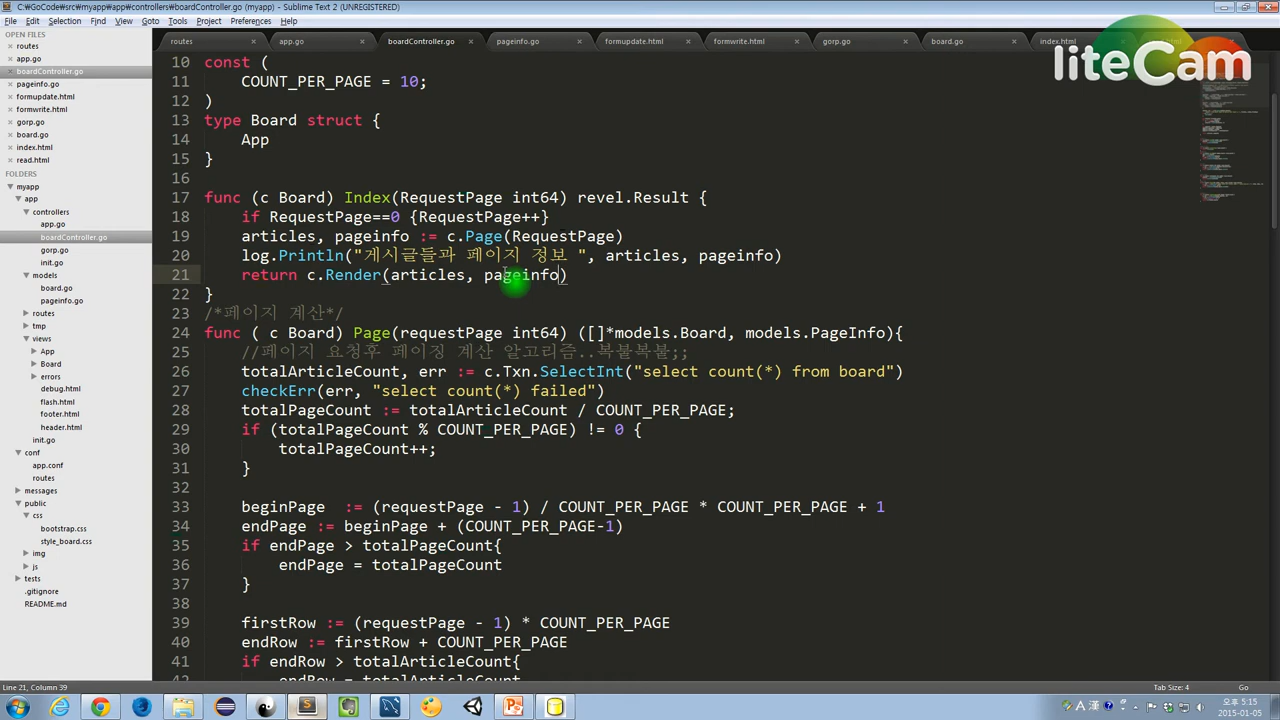 C:₩GoCode₩src₩myapp₩app₩controllers₩boardController.go (myapp) - Sublime Text 2 (UNREGISTERED)
File Edit Selection Find View Goto Tools Project Preferences Help
OPEN FILES
routes
app.go
boardController.go
pageinfo.go
formupdate.html
formwrite.html
gorp.go
board.go
index.html
read.html
FOLDERS
myapp
app
controllers
app.go
boardController.go
gorp.go
init.go
models
board.go
pageinfo.go
routes
tmp
views
App
Board
errors
debug.html
flash.html
footer.html
header.html
init.go
conf
app.conf
routes
messages
public
css
bootstrap.css
style_board.css
img
js
tests
.gitignore
README.md
routes app.go boardController.go pageinfo.go formupdate.html formwrite.html gorp.go board.go index.html
liteCam
10 const (
11 COUNT_PER_PAGE = 10;
12 )
13 type Board struct {
14 App
15 }
16
17 func (c Board) Index(RequestPage int64) revel.Result {
18 if RequestPage==0 {RequestPage++}
19 articles, pageinfo := c.Page(RequestPage)
20 log.Println("게시글들과 페이지 정보 ", articles, pageinfo)
21 return c.Render(articles, pageinfo)
22 }
23 /*페이지 계산*/
24 func ( c Board) Page(requestPage int64) ([]*models.Board, models.PageInfo){
25 //페이지 요청후 페이징 계산 알고리즘..복불복불;;
26 totalArticleCount, err := c.Txn.SelectInt("select count(*) from board")
27 checkErr(err, "select count(*) failed")
28 totalPageCount := totalArticleCount / COUNT_PER_PAGE;
29 if (totalPageCount % COUNT_PER_PAGE) != 0 {
30 totalPageCount++;
31 }
32
33 beginPage := (requestPage - 1) / COUNT_PER_PAGE * COUNT_PER_PAGE + 1
34 endPage := beginPage + (COUNT_PER_PAGE-1)
35 if endPage > totalPageCount{
36 endPage = totalPageCount
37 }
38
39 firstRow := (requestPage - 1) * COUNT_PER_PAGE
40 endRow := firstRow + COUNT_PER_PAGE
41 if endRow > totalArticleCount{
42 endRow = totalArticleCount
Line 21, Column 39 Tab Size: 4 Go
A 漢 오후 5:15
2015-01-05